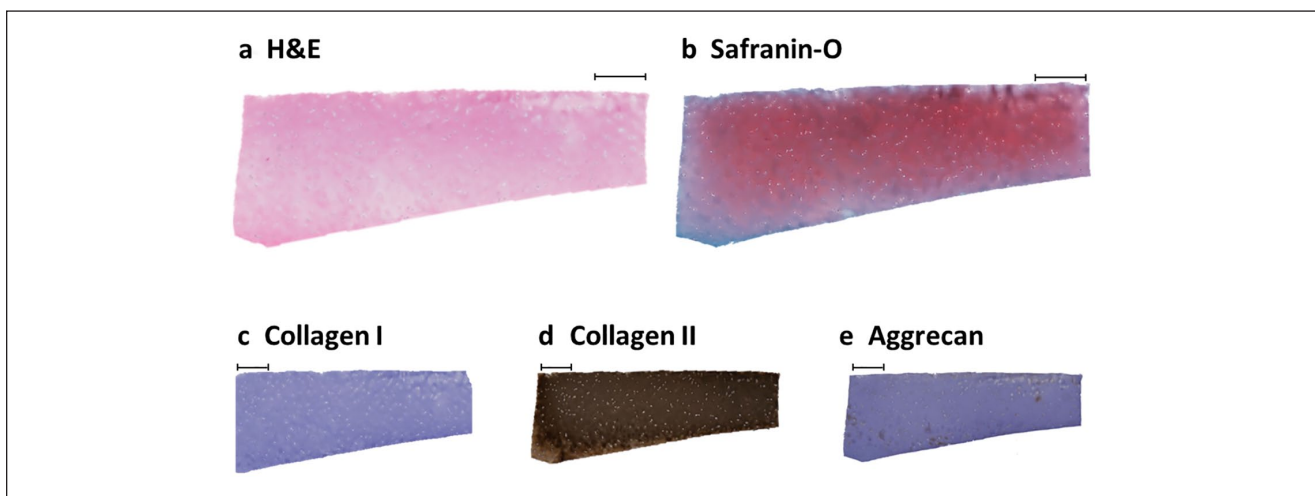 a H&E
b Safranin-O
c Collagen I
d Collagen II
e Aggrecan